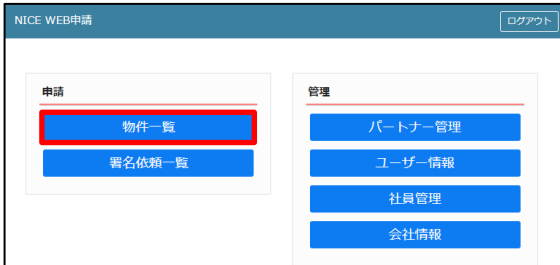 NICE WEB申請
ログアウト
申請
物件一覧
署名依頼一覧
管理
パートナー管理
ユーザー情報
社員管理
会社情報